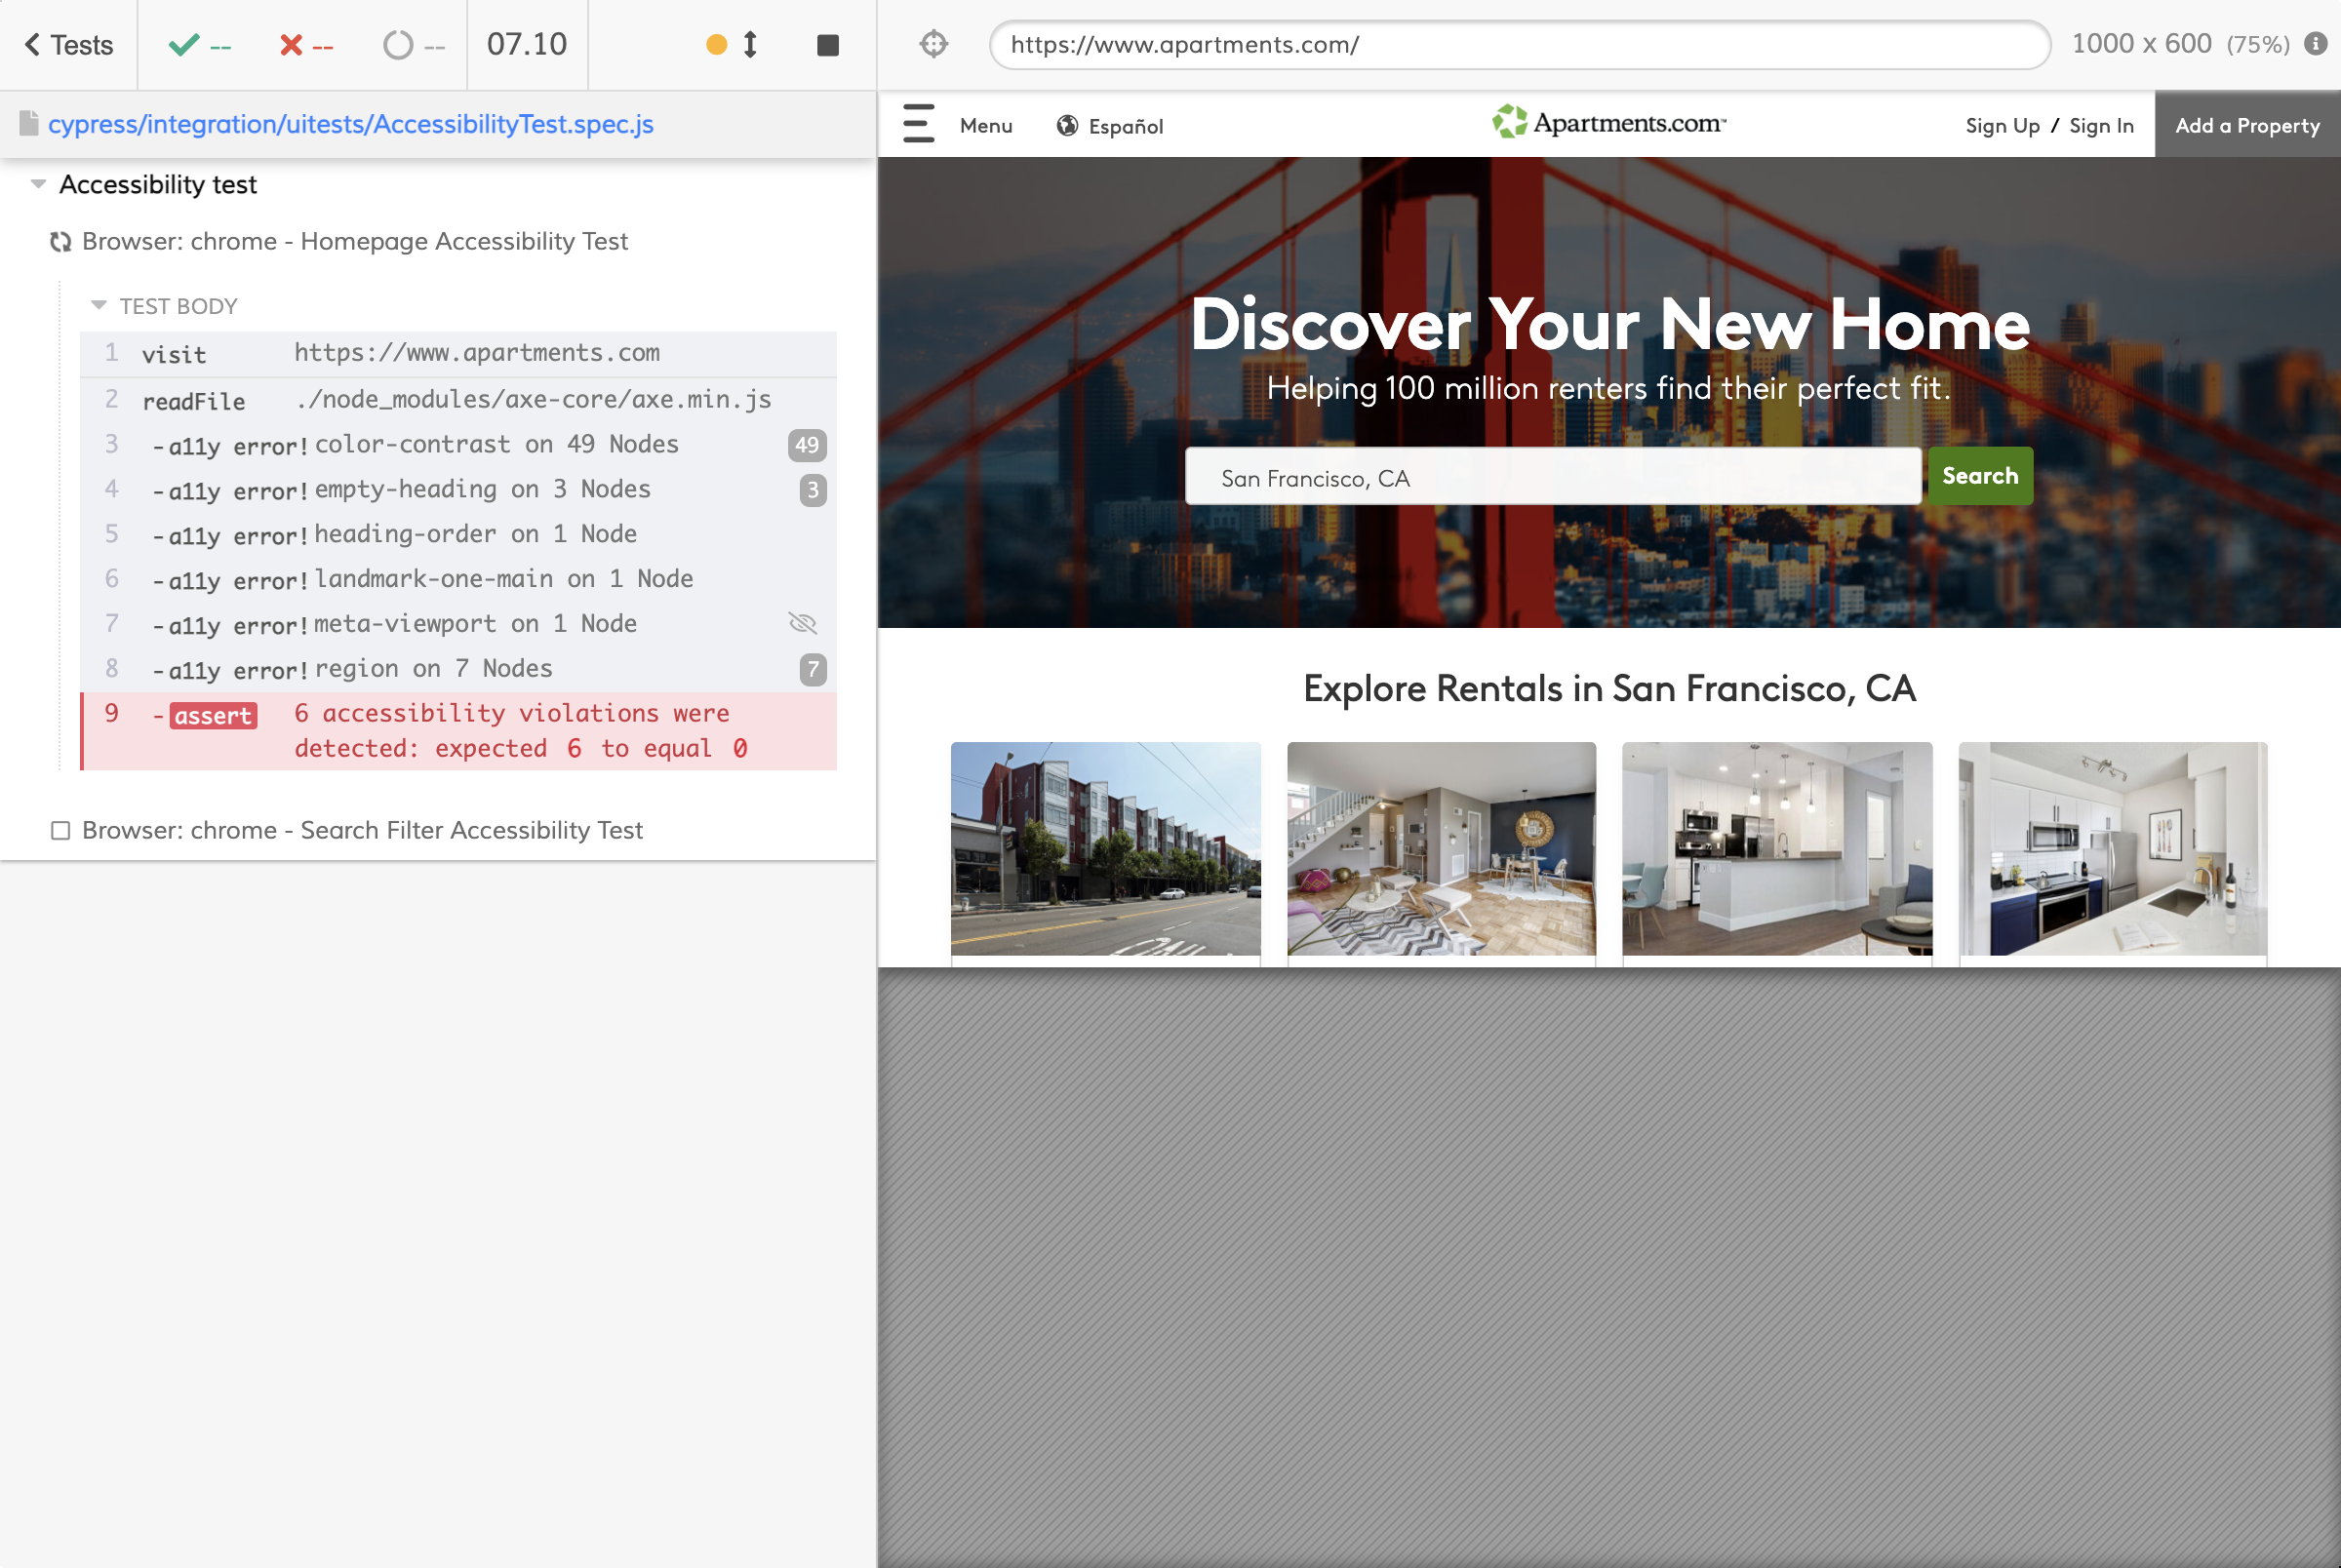 Tests
--
--
--
07.10
cypress/integration/uitests/AccessibilityTest.spec.js
Accessibility test
Browser: chrome - Homepage Accessibility Test
TEST BODY
1 visit https://www.apartments.com
2 readFile ./node_modules/axe-core/axe.min.js
3 -a11y error! color-contrast on 49 Nodes 49
4 -a11y error! empty-heading on 3 Nodes 3
5 -a11y error! heading-order on 1 Node
6 -a11y error! landmark-one-main on 1 Node
7 -a11y error! meta-viewport on 1 Node
8 -a11y error! region on 7 Nodes 7
9 -assert 6 accessibility violations were
detected: expected 6 to equal 0
Browser: chrome - Search Filter Accessibility Test
https://www.apartments.com/
1000 x 600 (75%)
Menu Español Apartments.com™ Sign Up / Sign In Add a Property
Discover Your New Home
Helping 100 million renters find their perfect fit.
San Francisco, CA Search
Explore Rentals in San Francisco, CA